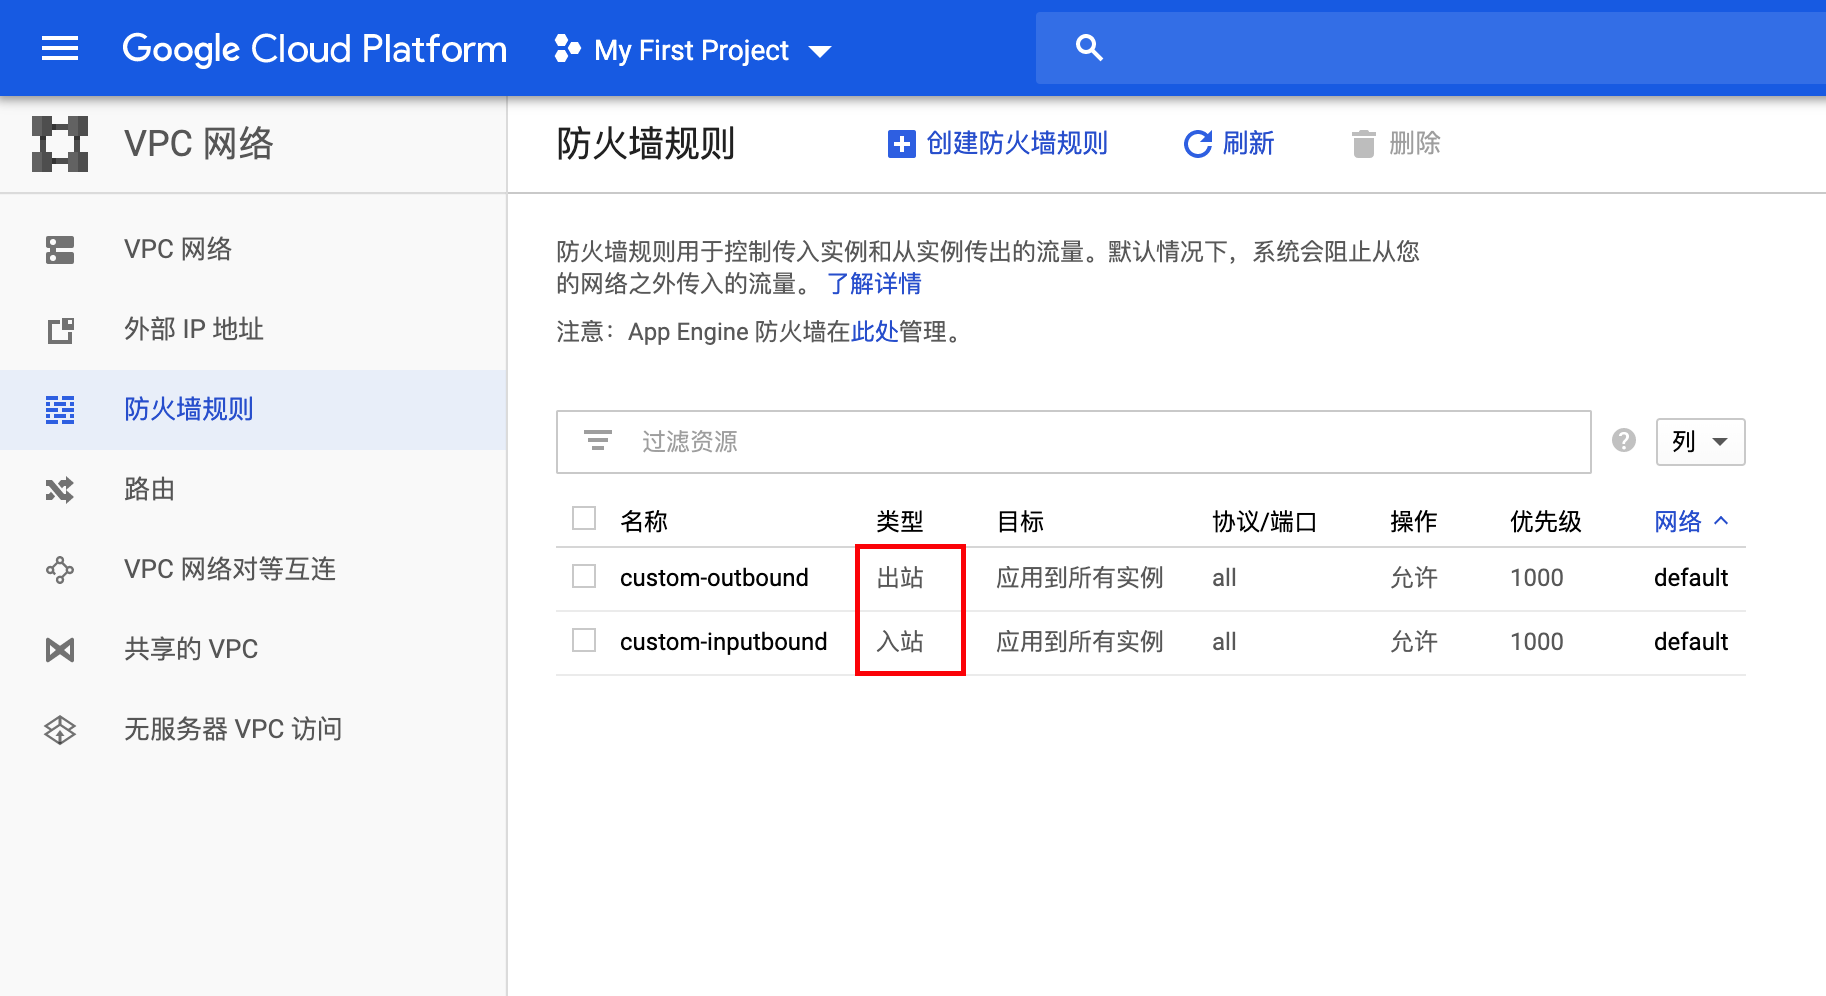 Google Cloud Platform My First Project
VPC 网络
防火墙规则 创建防火墙规则 刷新 删除
VPC 网络
外部 IP 地址
防火墙规则
路由
VPC 网络对等互连
共享的 VPC
无服务器 VPC 访问
防火墙规则用于控制传入实例和从实例传出的流量。默认情况下，系统会阻止从您
的网络之外传入的流量。 了解详情
注意：App Engine 防火墙在此处管理。
过滤资源 列
名称 类型 目标 协议/端口 操作 优先级 网络
custom-outbound 出站 应用到所有实例 all 允许 1000 default
custom-inputbound 入站 应用到所有实例 all 允许 1000 default